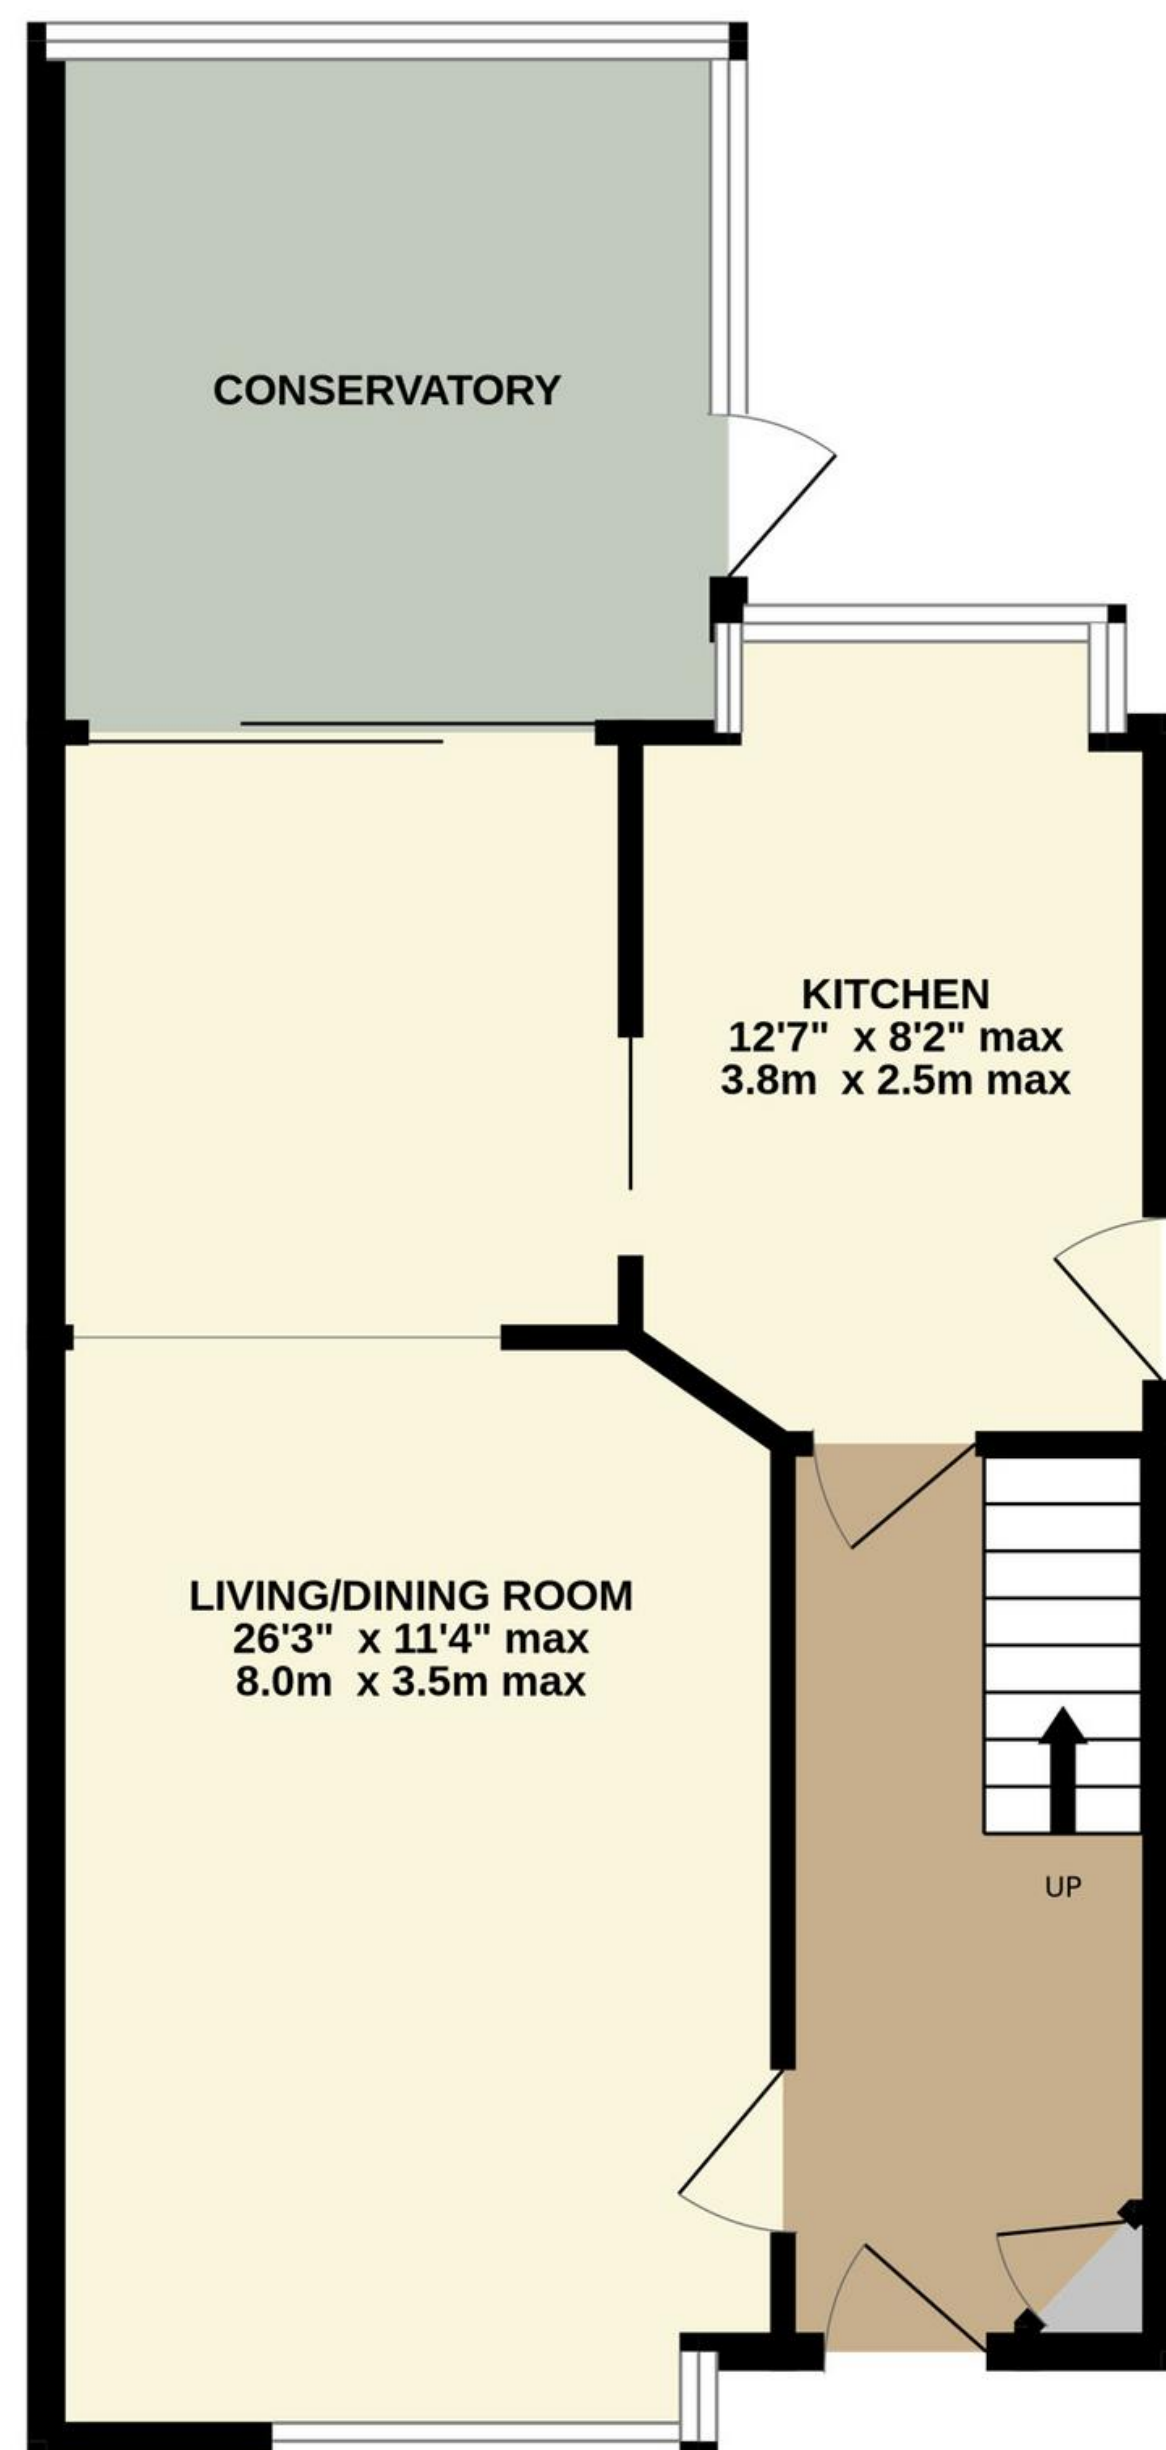 CONSERVATORY
KITCHEN
12'7" x 8'2" max
3.8m x 2.5m max
LIVING/DINING ROOM
26'3" x 11'4" max
8.0m x 3.5m max
UP